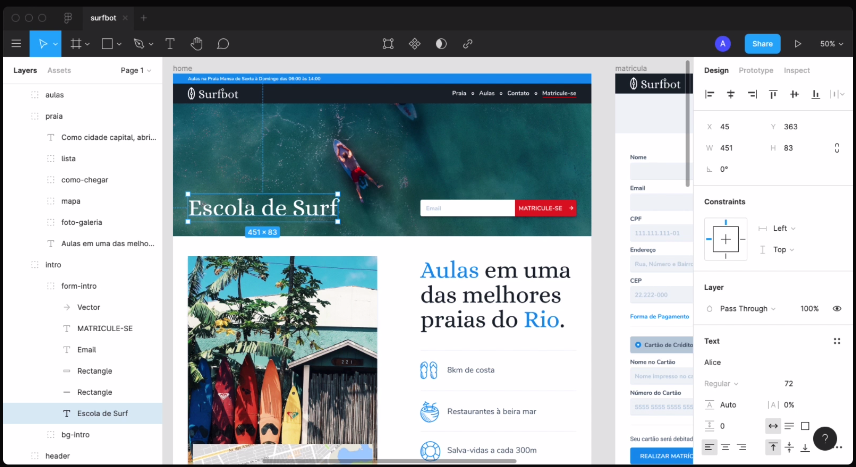 surfbot
A
Share
50%
Layers
Assets
Page 1
aulas
praia
Como cidade capital, abri...
lista
como-chegar
mapa
foto-galeria
Aulas em uma das melho...
intro
form-intro
Vector
MATRICULE-SE
Email
Rectangle
Rectangle
Escola de Surf
bg-intro
header
home
Aulas na Praia Mansa de Santa à Domingo das 09:00 às 14:00
Surfbot
Praia
Aulas
Contato
Matricule-se
Escola de Surf
451 × 83
Email
MATRICULE-SE
Aulas em uma
das melhores
praias do Rio.
8km de costa
Restaurantes à beira mar
Salva-vidas a cada 300m
matricula
Surfbot
Nome
Email
CPF
111.111.111-01
Endereço
Rua, Número e Bairro
CEP
22.222-000
Forma de Pagamento
Cartão de Crédito
Nome no Cartão
Nome impresso no ca
Número do Cartão
5555 5555 5555 5555
Seu cartão será debitad
REALIZAR MATRÍC
Design
Prototype
Inspect
X 45
Y 363
W 451
H 83
0°
Constraints
Left
Top
Layer
Pass Through
100%
Text
Alice
Regular
72
Auto
0%
0
?